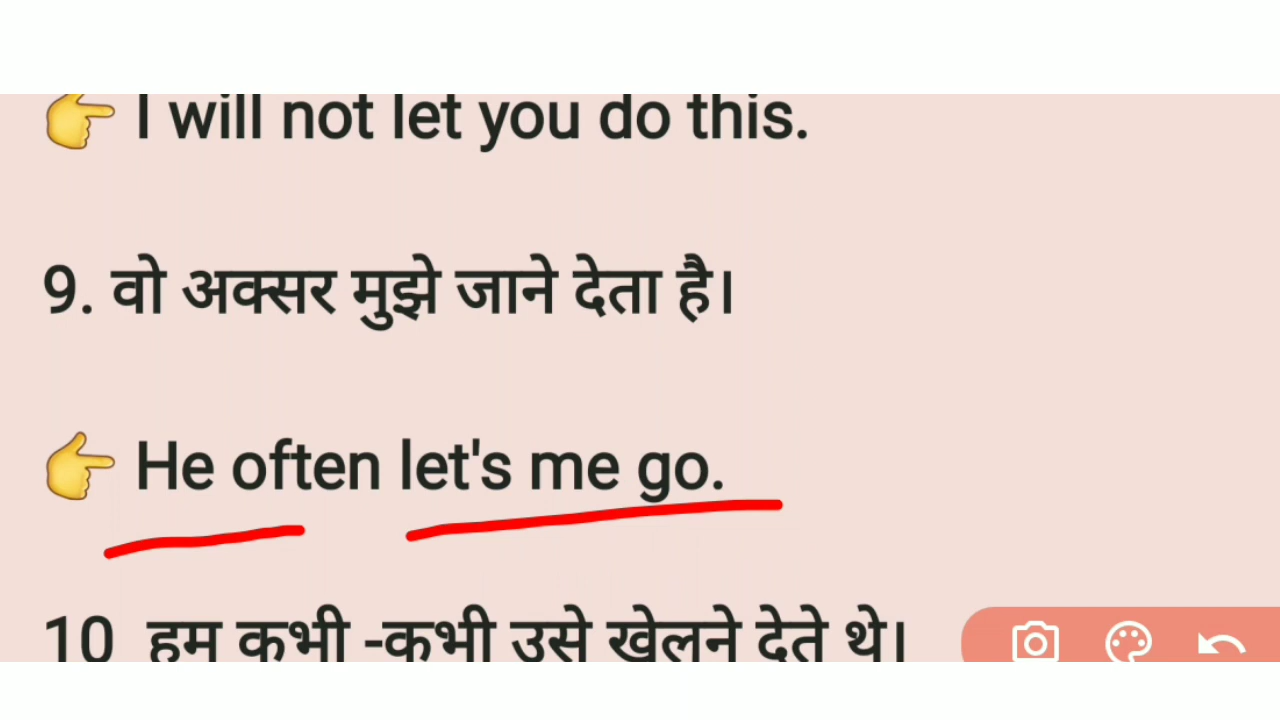 👉 I will not let you do this.
9. वो अक्सर मुझे जाने देता है।
👉 He often let's me go.
10 हम कभी -कभी उसे खेलने देते थे।